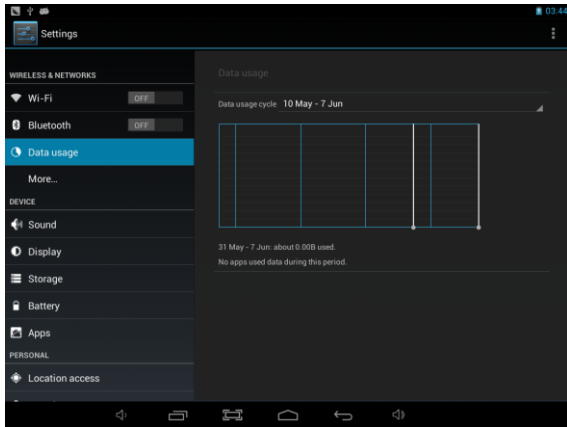 03:44
Settings
WIRELESS & NETWORKS
Wi-Fi OFF
Bluetooth OFF
Data usage
More...
DEVICE
Sound
Display
Storage
Battery
Apps
PERSONAL
Location access
Data usage
Data usage cycle 10 May - 7 Jun
31 May - 7 Jun: about 0.00B used.
No apps used data during this period.